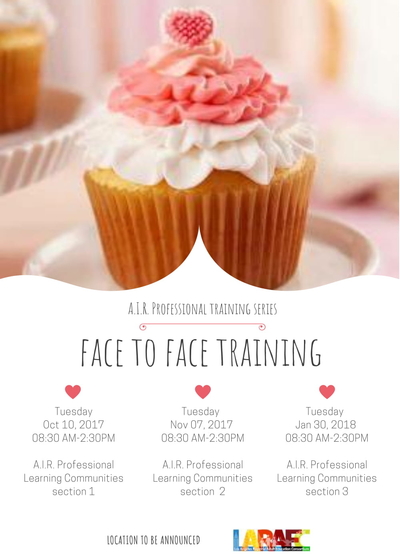 A.I.R. Professional training series
FACE TO FACE TRAINING
Tuesday
Oct 10, 2017
08:30 AM-2:30PM
A.I.R. Professional
Learning Communities
section 1
Tuesday
Nov 07, 2017
08:30 AM-2:30PM
A.I.R. Professional
Learning Communities
section 2
Tuesday
Jan 30, 2018
08:30 AM-2:30PM
A.I.R. Professional
Learning Communities
section 3
LOCATION TO BE ANNOUNCED
LARAEC